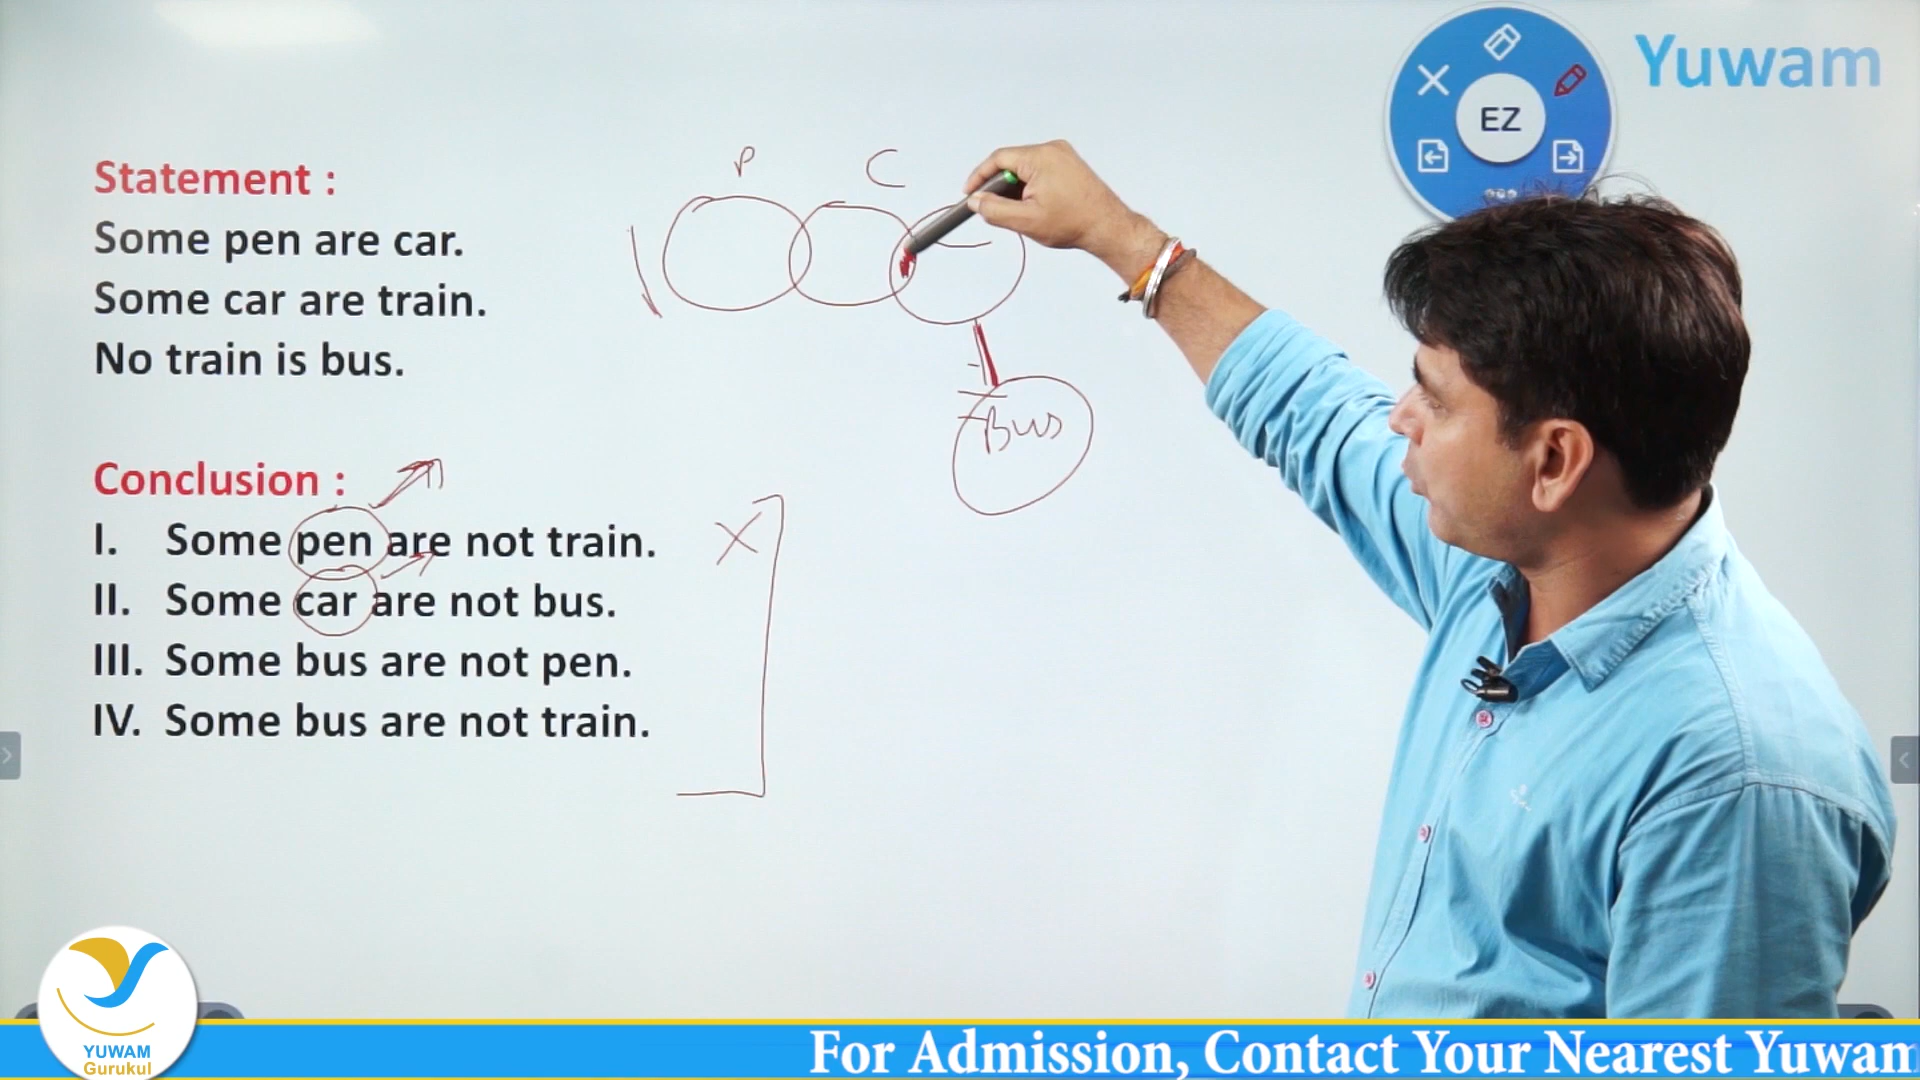 Yuwam
EZ
Statement :
Some pen are car.
Some car are train.
No train is bus.
P
C
Bus
Conclusion :
I. Some pen are not train.
II. Some car are not bus.
III. Some bus are not pen.
IV. Some bus are not train.
YUWAM
Gurukul
For Admission, Contact Your Nearest Yuwam